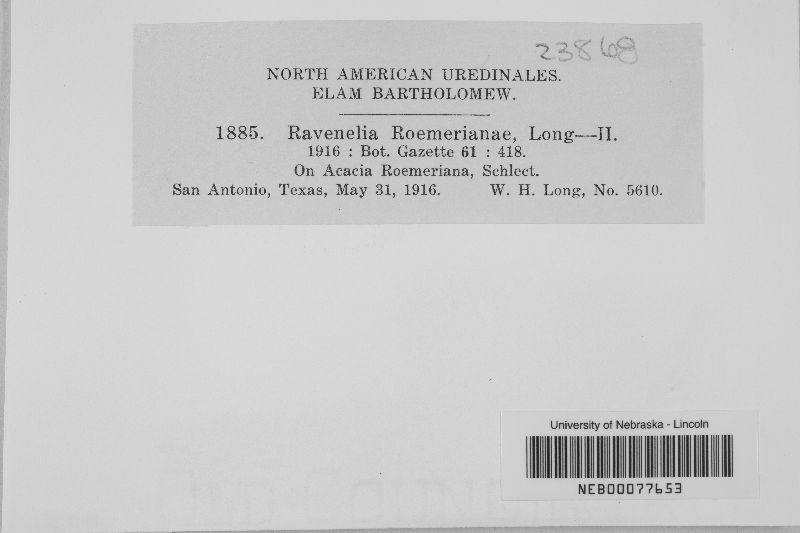 23868
NORTH AMERICAN UREDINALES.
ELAM BARTHOLOMEW.
1885. Ravenelia Roemerianae, Long—II.
1916 : Bot. Gazette 61 : 418.
On Acacia Roemeriana, Schlect.
San Antonio, Texas, May 31, 1916. W. H. Long, No. 5610.
University of Nebraska - Lincoln
NEB00077653